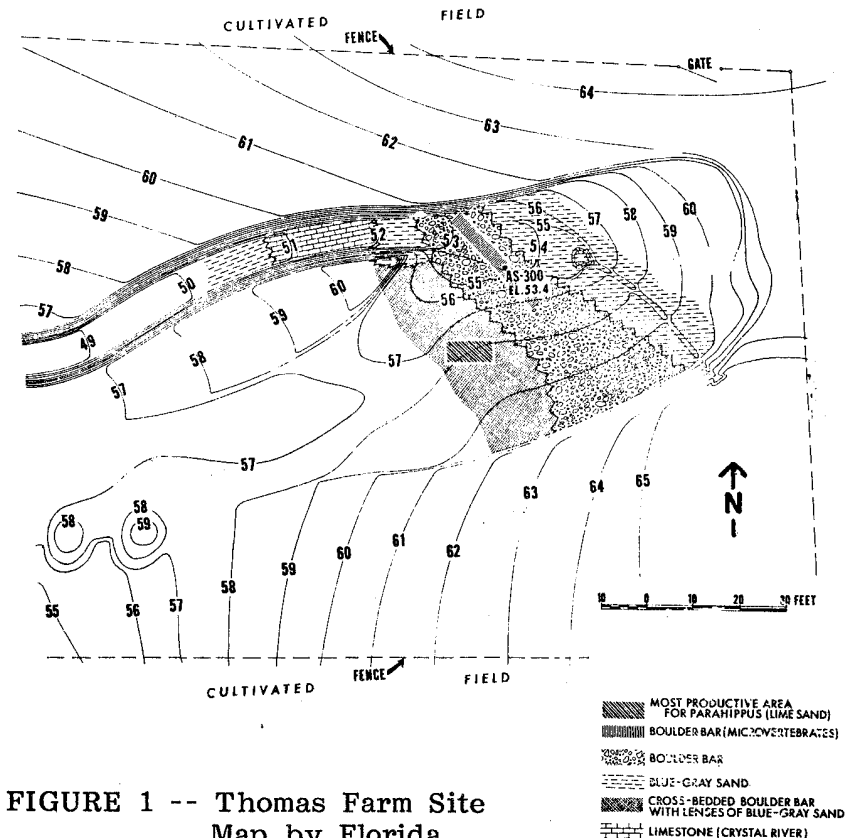 CULTIVATED FIELD
FENCE
GATE
64
63
62
61
60
59
58
57
56
55
54
57
58
59
60
53
52
51
50
49
AS-300
EL.53.4
55
56
57
60
59
58
57
57
58
58
59
55
56
57
58
59
60
61
62
63
64
65
N
10 0 10 20 30 FEET
FENCE
CULTIVATED FIELD
MOST PRODUCTIVE AREA
FOR PARAHIPPUS (LIME SAND)
BOULDER BAR (MICROVERTEBRATES)
BOULDER BAR
BLUE-GRAY SAND
CROSS-BEDDED BOULDER BAR
WITH LENSES OF BLUE-GRAY SAND
LIMESTONE (CRYSTAL RIVER)
FIGURE 1 -- Thomas Farm Site
Map by Florida